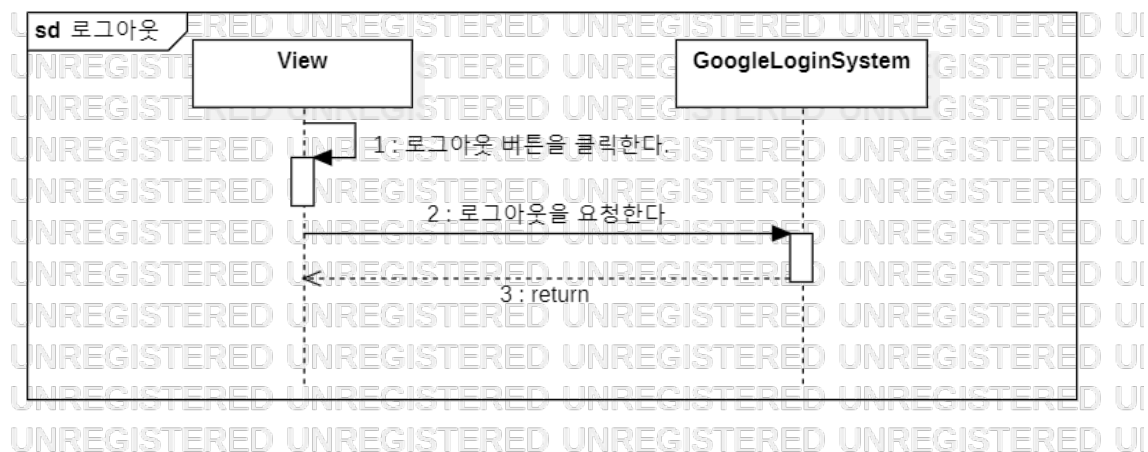 sd 로그아웃
View
GoogleLoginSystem
1 : 로그아웃 버튼을 클릭한다.
2 : 로그아웃을 요청한다
3 : return
UNREGISTERED UNREGISTERED UNREGISTERED UNREGISTERED UN